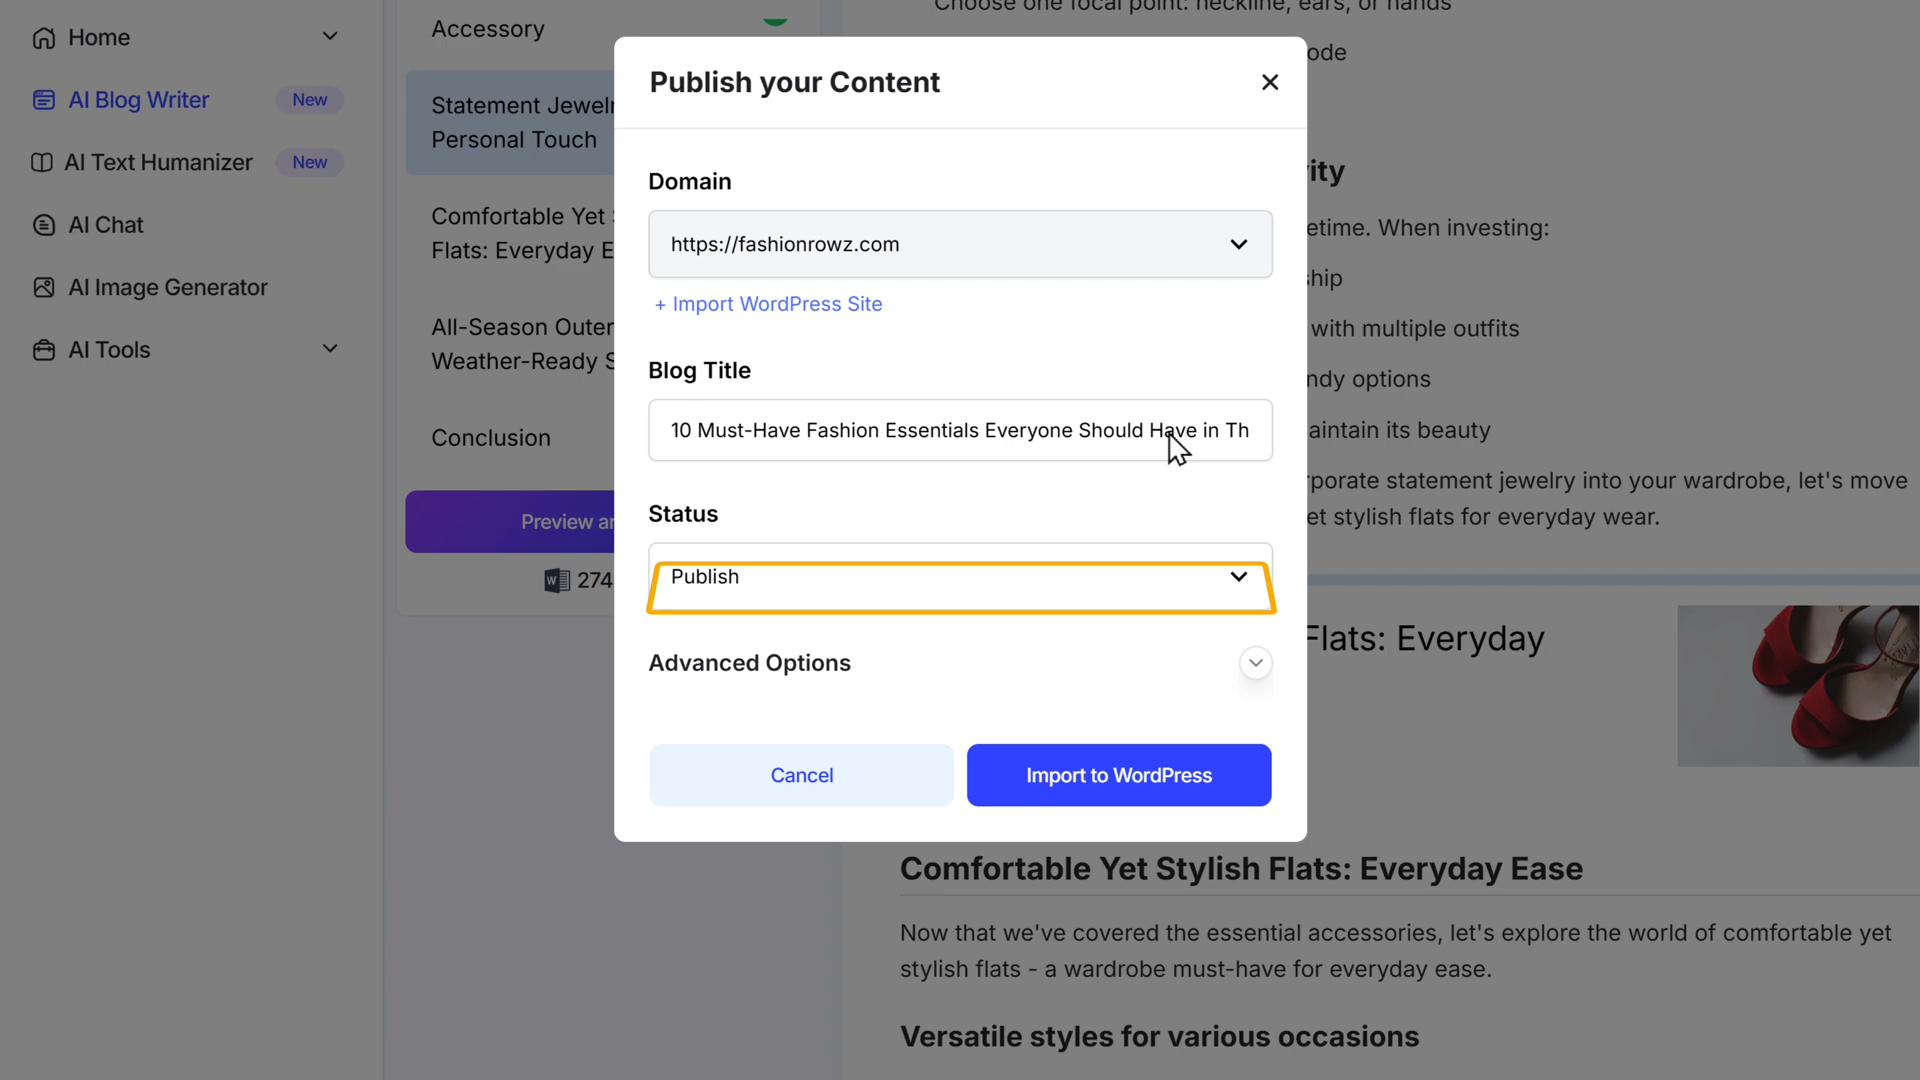 Home
AI Blog Writer New
AI Text Humanizer New
AI Chat
AI Image Generator
AI Tools
Accessory
Statement Jewelr
Personal Touch
Comfortable Yet
Flats: Everyday E
All-Season Outer
Weather-Ready S
Conclusion
Preview an
274
Publish your Content
Domain
https://fashionrowz.com
+ Import WordPress Site
Blog Title
10 Must-Have Fashion Essentials Everyone Should Have in Th
Status
Publish
Advanced Options
Cancel
Import to WordPress
Choose one focal point: neckline, ears, or hands
ode
ity
etime. When investing:
hip
with multiple outfits
ndy options
aintain its beauty
rporate statement jewelry into your wardrobe, let's move
et stylish flats for everyday wear.
Flats: Everyday
Comfortable Yet Stylish Flats: Everyday Ease
Now that we've covered the essential accessories, let's explore the world of comfortable yet
stylish flats - a wardrobe must-have for everyday ease.
Versatile styles for various occasions